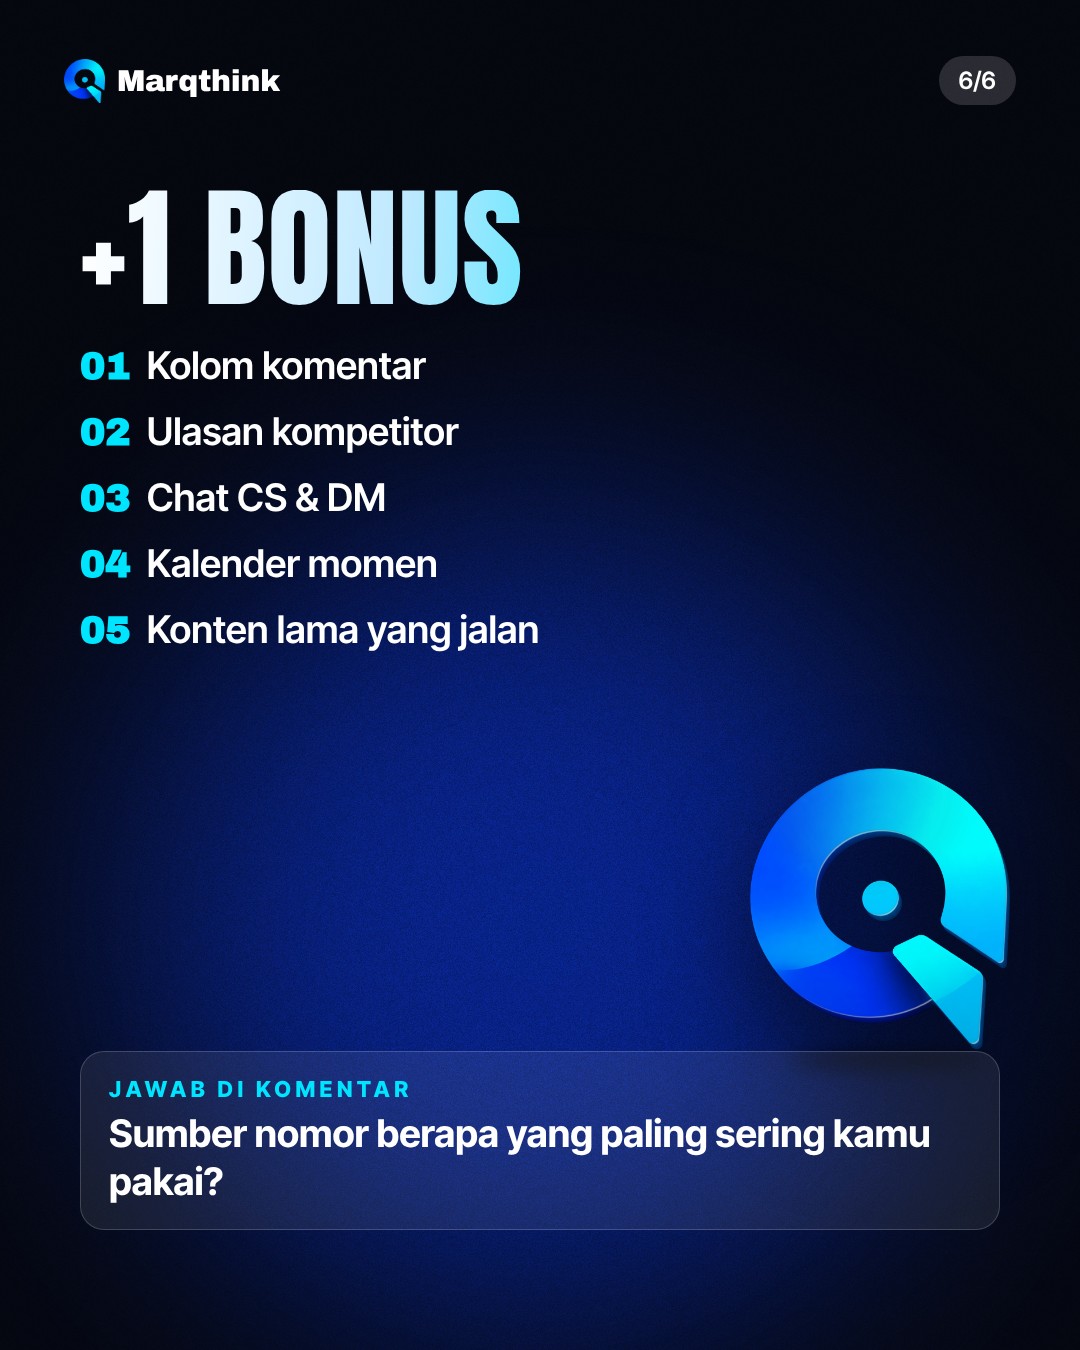 Marqthink
6/6
+1 BONUS
01 Kolom komentar
02 Ulasan kompetitor
03 Chat CS & DM
04 Kalender momen
05 Konten lama yang jalan
JAWAB DI KOMENTAR
Sumber nomor berapa yang paling sering kamu
pakai?